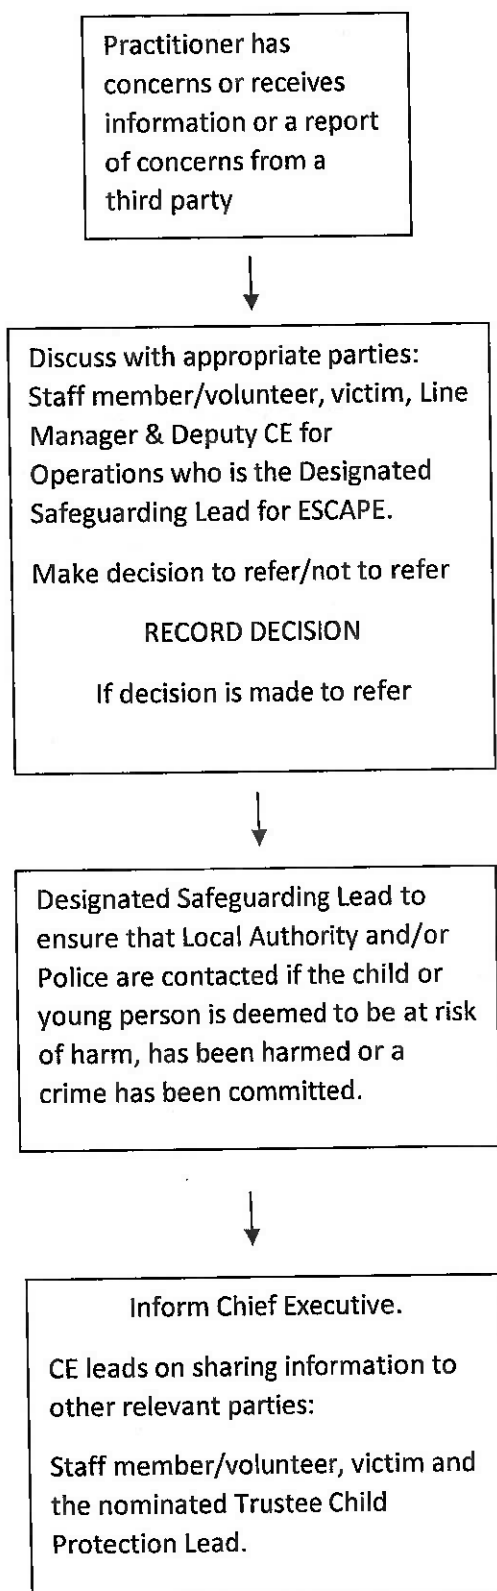 Practitioner has
concerns or receives
information or a report
of concerns from a
third party
Discuss with appropriate parties:
Staff member/volunteer, victim, Line
Manager & Deputy CE for
Operations who is the Designated
Safeguarding Lead for ESCAPE.
Make decision to refer/not to refer
RECORD DECISION
If decision is made to refer
Designated Safeguarding Lead to
ensure that Local Authority and/or
Police are contacted if the child or
young person is deemed to be at risk
of harm, has been harmed or a
crime has been committed.
Inform Chief Executive.
CE leads on sharing information to
other relevant parties:
Staff member/volunteer, victim and
the nominated Trustee Child
Protection Lead.